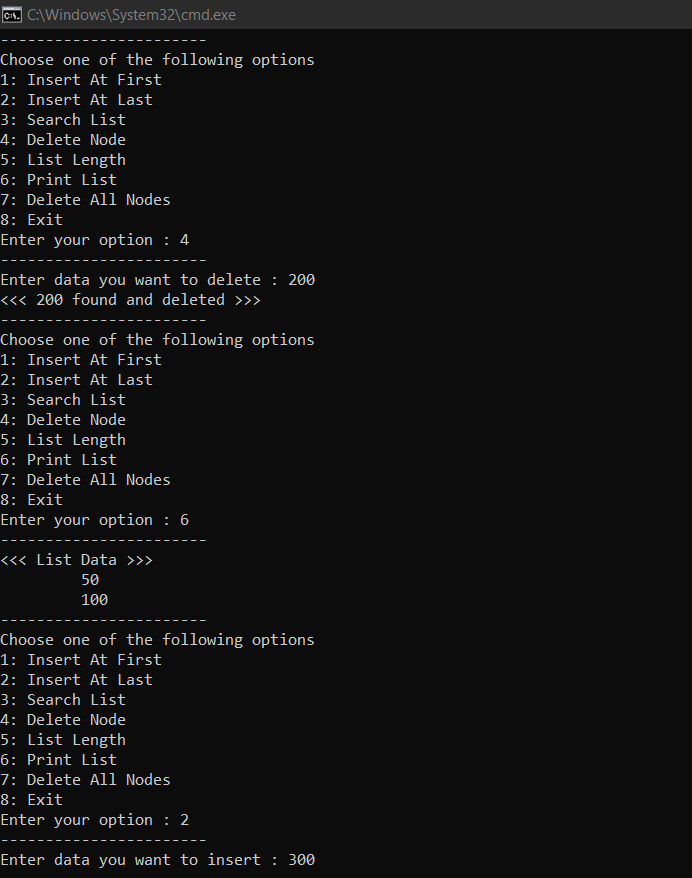 C:\Windows\System32\cmd.exe
-----------------------
Choose one of the following options
1: Insert At First
2: Insert At Last
3: Search List
4: Delete Node
5: List Length
6: Print List
7: Delete All Nodes
8: Exit
Enter your option : 4
-----------------------
Enter data you want to delete : 200
<<< 200 found and deleted >>>
-----------------------
Choose one of the following options
1: Insert At First
2: Insert At Last
3: Search List
4: Delete Node
5: List Length
6: Print List
7: Delete All Nodes
8: Exit
Enter your option : 6
-----------------------
<<< List Data >>>
         50
         100
-----------------------
Choose one of the following options
1: Insert At First
2: Insert At Last
3: Search List
4: Delete Node
5: List Length
6: Print List
7: Delete All Nodes
8: Exit
Enter your option : 2
-----------------------
Enter data you want to insert : 300